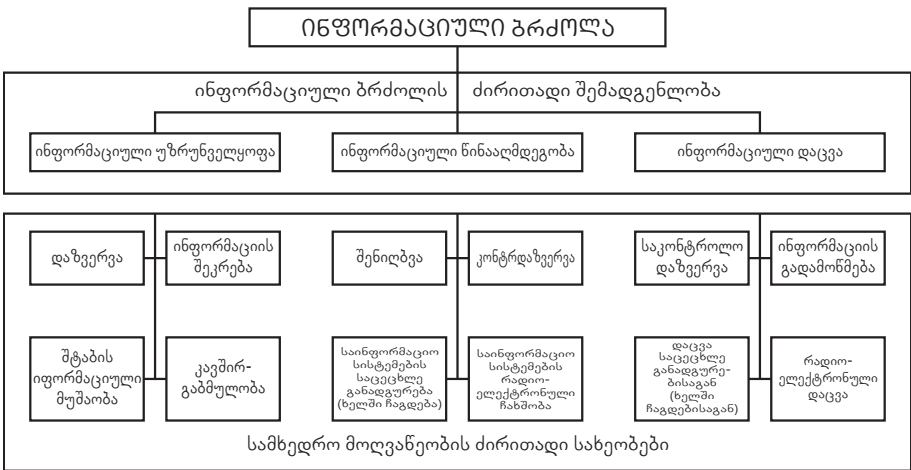 ინფორმაციული ბრძოლა
ინფორმაციული ბრძოლის ძირითადი შემადგენლობა
ინფორმაციული უზრუნველყოფა
ინფორმაციული წინააღმდეგობა
ინფორმაციული დაცვა
დაზვერვა
ინფორმაციის
შეკრება
შენიღბვა
კონტრდაზვერვა
საკონტროლო
დაზვერვა
ინფორმაციის
გადამოწმება
შტაბის
იფორმაციული
მუშაობა
კავშირ-
გაბმულობა
საინფორმაციო
სისტემების
საცეცხლე
განადგურება
(ხელში ჩაგდება)
საინფორმაციო
სისტემების
რადიო-
ელექტრონული
ჩახშობა
დაცვა
საცეცხლე
განადგურე-
ბისაგან
(ხელში
ჩაგდებისაგან)
რადიო-
ელექტრონული
დაცვა
სამხედრო მოღვაწეობის ძირითადი სახეობები